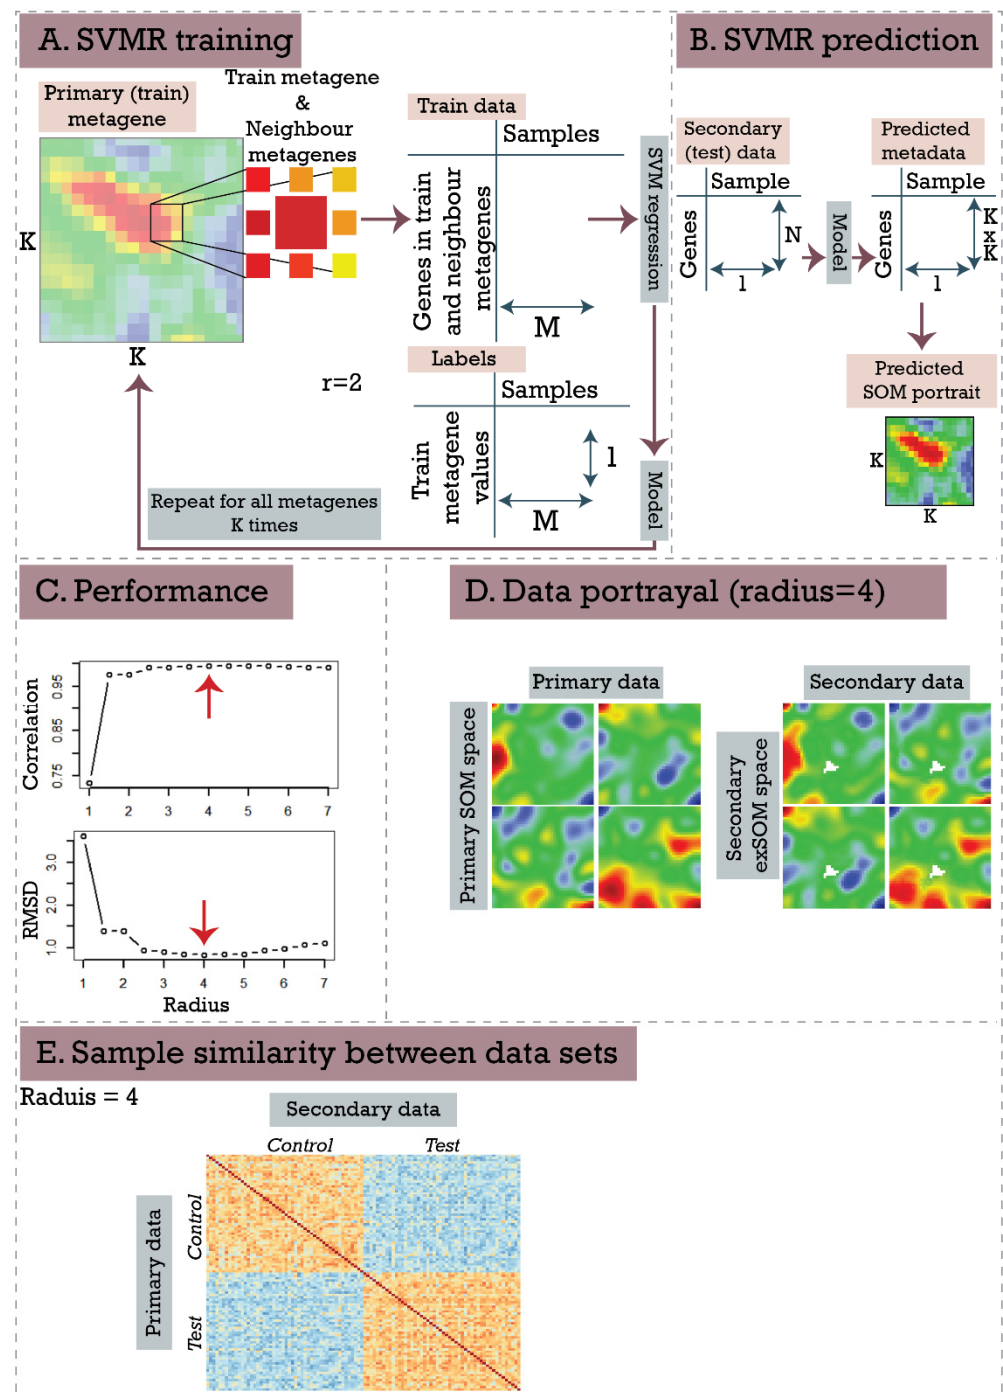 A. SVMR training
Primary (train)
metagene
Train metagene
&
Neighbour
metagenes
K
K
r=2
Train data
Samples
Genes in train
and neighbour
metagenes
M
SVM regression
Labels
Samples
Train
metagene
values
1
M
Model
Repeat for all metagenes
K times
B. SVMR prediction
Secondary
(test) data
Sample
Genes
N
1
Model
Predicted
metadata
Sample
Genes
K x K
1
Predicted
SOM portrait
K
K
C. Performance
Correlation
0.95
0.85
0.75
1 2 3 4 5 6 7
RMSD
3.0
2.0
1.0
1 2 3 4 5 6 7
Radius
D. Data portrayal (radius=4)
Primary data
Primary SOM space
Secondary data
Secondary
exSOM space
E. Sample similarity between data sets
Raduis = 4
Secondary data
Control Test
Primary data
Control
Test